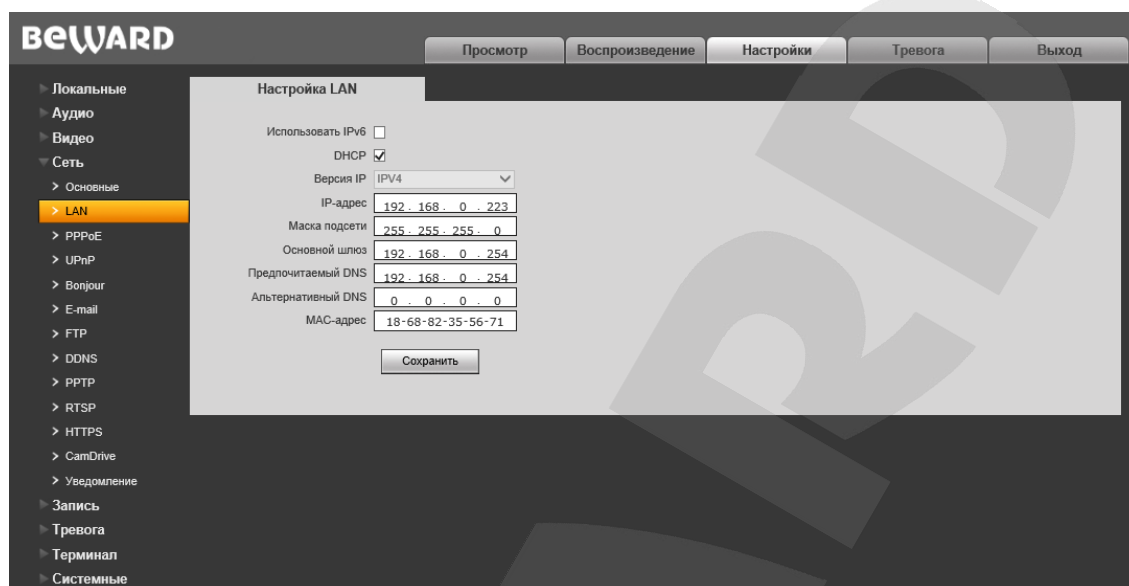 BEWARD
Просмотр
Воспроизведение
Настройки
Тревога
Выход
Локальные
Аудио
Видео
Сеть
Основные
LAN
PPPoE
UPnP
Bonjour
E-mail
FTP
DDNS
PPTP
RTSP
HTTPS
CamDrive
Уведомление
Запись
Тревога
Терминал
Системные
Настройка LAN
Использовать IPv6
DHCP
Версия IP IPV4
IP-адрес 192 . 168 . 0 . 223
Маска подсети 255 . 255 . 255 . 0
Основной шлюз 192 . 168 . 0 . 254
Предпочитаемый DNS 192 . 168 . 0 . 254
Альтернативный DNS 0 . 0 . 0 . 0
MAC-адрес 18-68-82-35-56-71
Сохранить